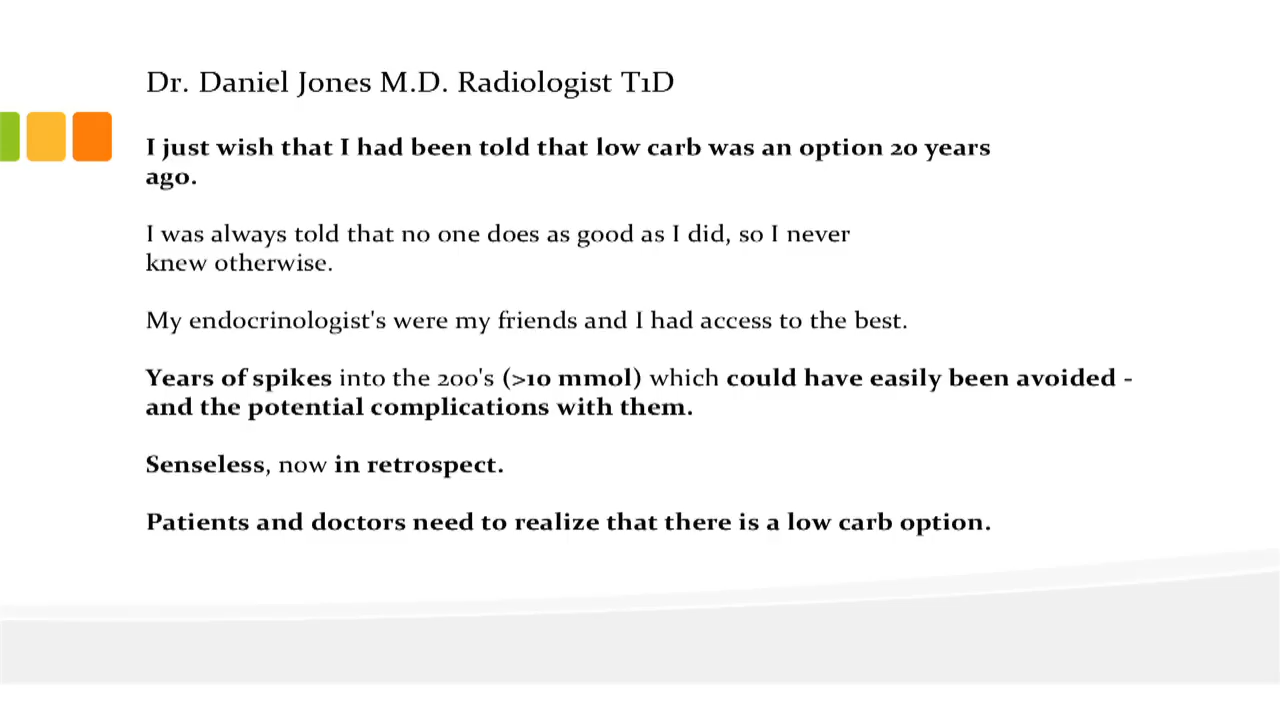 Dr. Daniel Jones M.D. Radiologist T1D
I just wish that I had been told that low carb was an option 20 years
ago.
I was always told that no one does as good as I did, so I never
knew otherwise.
My endocrinologist's were my friends and I had access to the best.
Years of spikes into the 200's (>10 mmol) which could have easily been avoided -
and the potential complications with them.
Senseless, now in retrospect.
Patients and doctors need to realize that there is a low carb option.